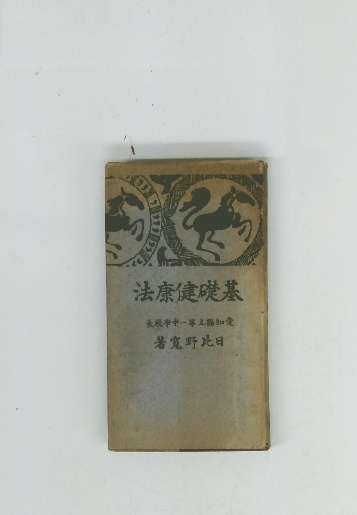 基礎健康法
愛知縣立第一中學校長
日比野寬著